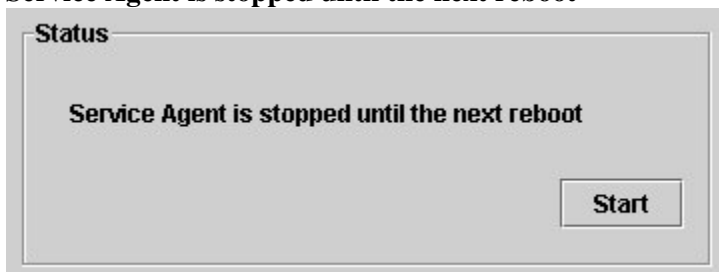 Service Agent is stopped until the next reboot
Status
Service Agent is stopped until the next reboot
Start